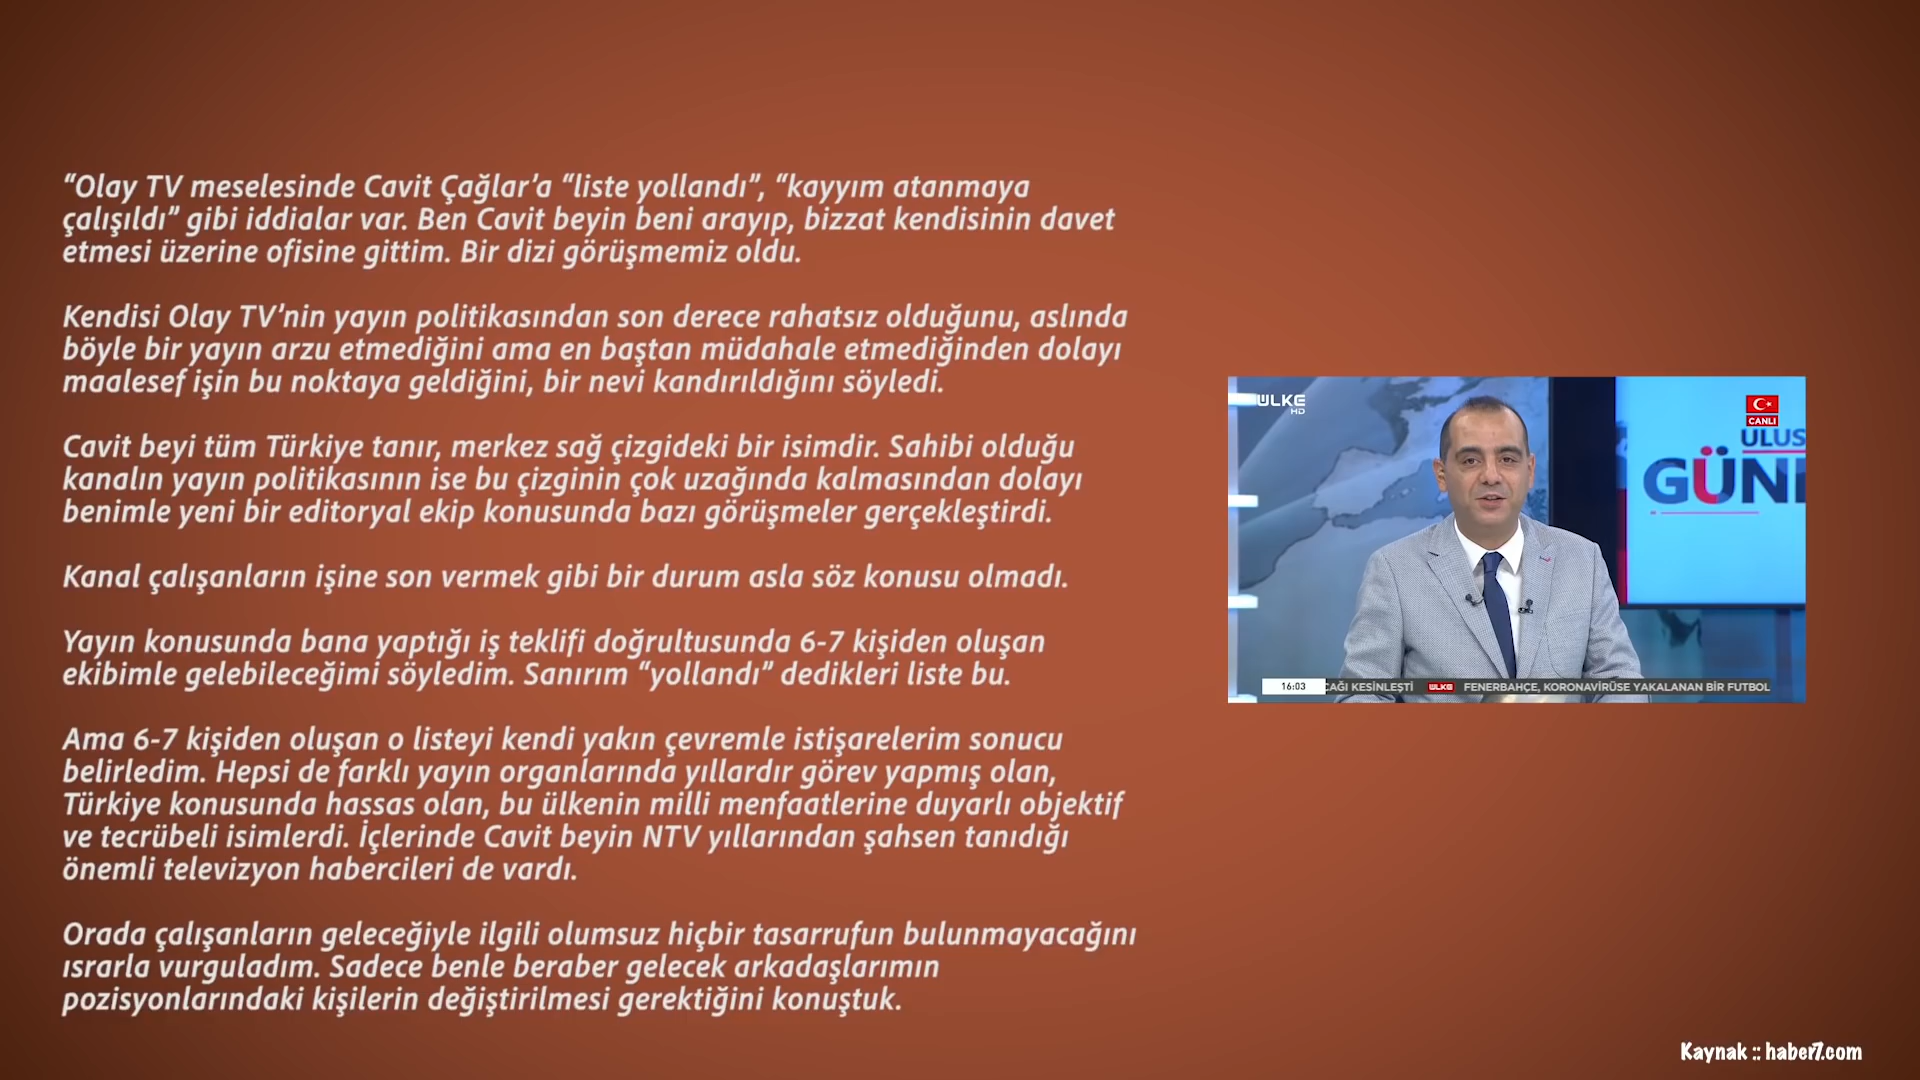 “Olay TV meselesinde Cavit Çağlar’a “liste yollandı”, “kayyım atanmaya
çalışıldı” gibi iddialar var. Ben Cavit beyin beni arayıp, bizzat kendisinin davet
etmesi üzerine ofisine gittim. Bir dizi görüşmemiz oldu.
Kendisi Olay TV’nin yayın politikasından son derece rahatsız olduğunu, aslında
böyle bir yayın arzu etmediğini ama en baştan müdahale etmediğinden dolayı
maalesef işin bu noktaya geldiğini, bir nevi kandırıldığını söyledi.
Cavit beyi tüm Türkiye tanır, merkez sağ çizgideki bir isimdir. Sahibi olduğu
kanalın yayın politikasının ise bu çizginin çok uzağında kalmasından dolayı
benimle yeni bir editoryal ekip konusunda bazı görüşmeler gerçekleştirdi.
Kanal çalışanların işine son vermek gibi bir durum asla söz konusu olmadı.
Yayın konusunda bana yaptığı iş teklifi doğrultusunda 6-7 kişiden oluşan
ekibimle gelebileceğimi söyledim. Sanırım “yollandı” dedikleri liste bu.
Ama 6-7 kişiden oluşan o listeyi kendi yakın çevremle istişarelerim sonucu
belirledim. Hepsi de farklı yayın organlarında yıllardır görev yapmış olan,
Türkiye konusunda hassas olan, bu ülkenin milli menfaatlerine duyarlı objektif
ve tecrübeli isimlerdi. İçlerinde Cavit beyin NTV yıllarından şahsen tanıdığı
önemli televizyon habercileri de vardı.
Orada çalışanların geleceğiyle ilgili olumsuz hiçbir tasarrufun bulunmayacağını
ısrarla vurguladım. Sadece benle beraber gelecek arkadaşlarımın
pozisyonlarındaki kişilerin değiştirilmesi gerektiğini konuştuk.
ÜLKE
HD
CANLI
ULUS
GÜN
16:03 CAĞI KESİNLEŞTİ ÜLKE FENERBAHÇE, KORONAVİRÜSE YAKALANAN BİR FUTBOL
Kaynak :: haber7.com